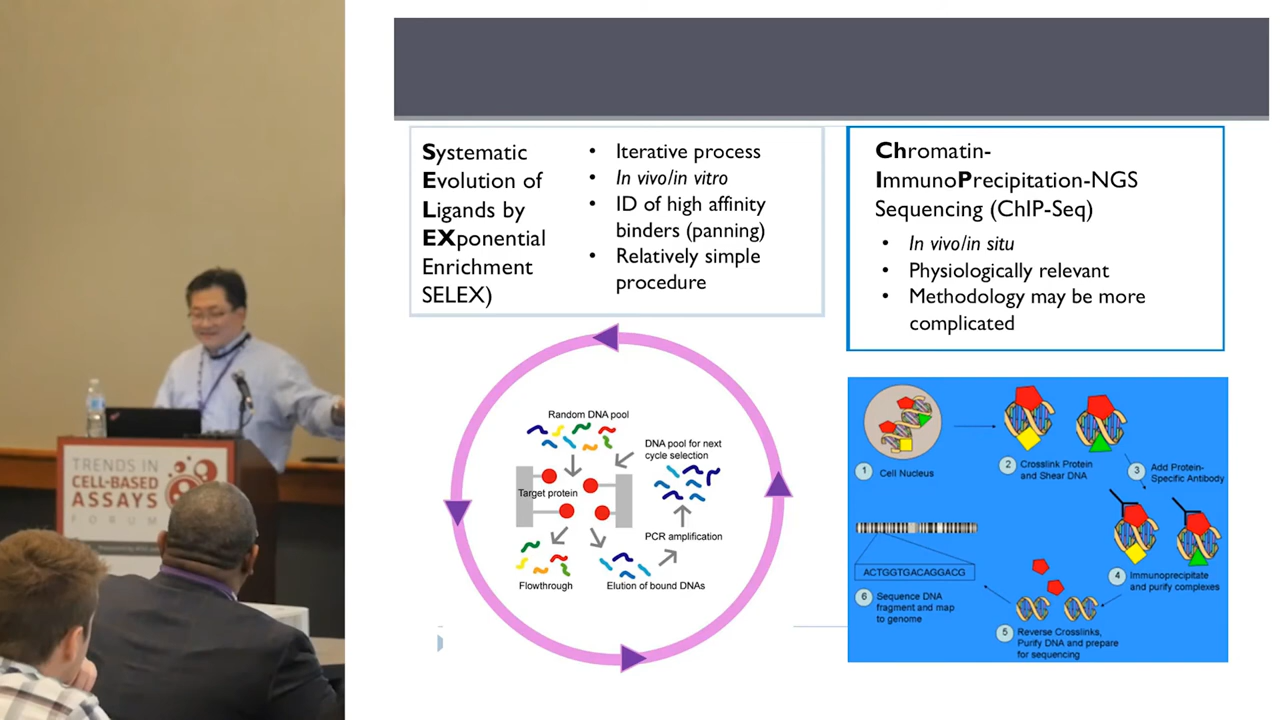 Systematic
Evolution of
Ligands by
EXponential
Enrichment
SELEX)
• Iterative process
• In vivo/in vitro
• ID of high affinity
binders (panning)
• Relatively simple
procedure
Chromatin-
ImmunoPrecipitation-NGS
Sequencing (ChIP-Seq)
• In vivo/in situ
• Physiologically relevant
• Methodology may be more
complicated
Random DNA pool
DNA pool for next
cycle selection
Target protein
PCR amplification
Flowthrough
Elution of bound DNAs
1 Cell Nucleus
2 Crosslink Protein
and Shear DNA
3 Add Protein-
Specific Antibody
4 Immunoprecipitate
and purify complexes
5 Reverse Crosslinks,
Purify DNA and prepare
for sequencing
ACTGGTGACAGGACG
6 Sequence DNA
fragment and map
to genome
TRENDS IN
CELL-BASED
ASSAYS
FORUM